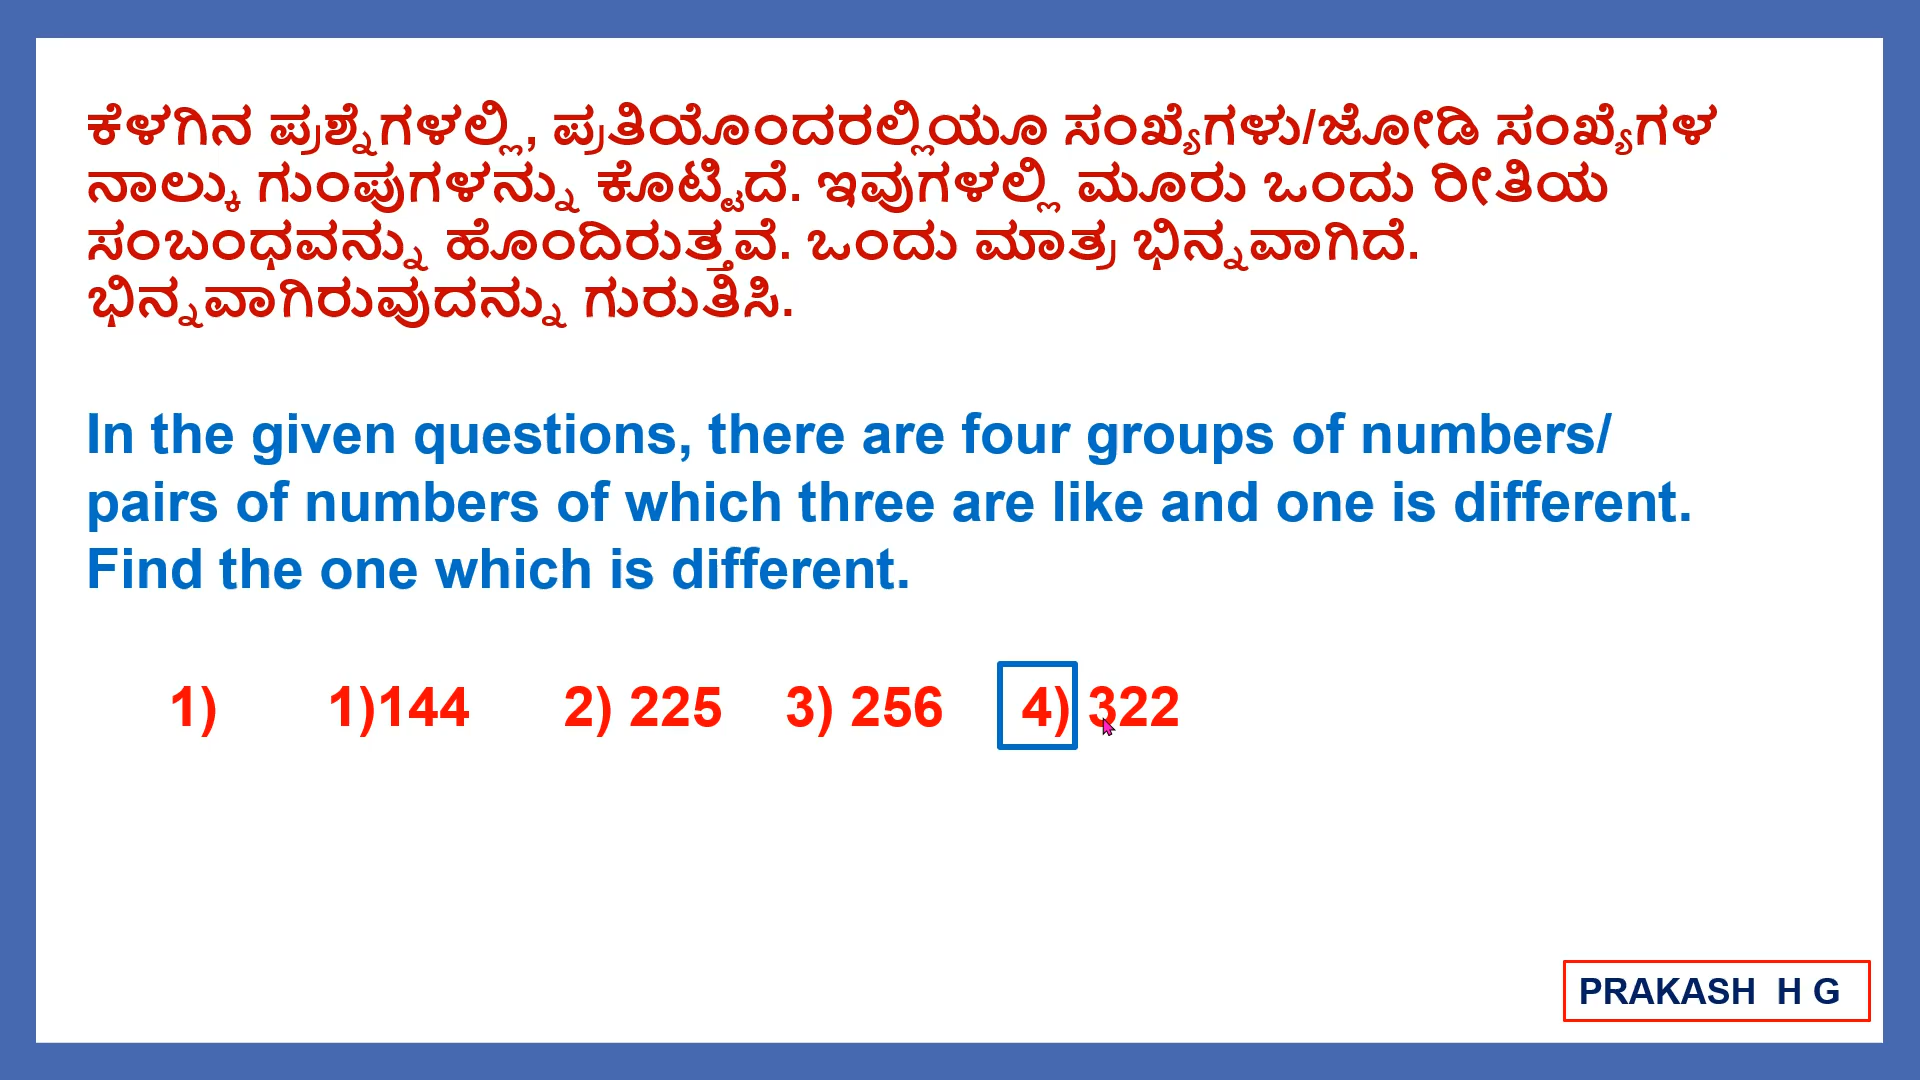 ಕೆಳಗಿನ ಪ್ರಶ್ನೆಗಳಲ್ಲಿ, ಪ್ರತಿಯೊಂದರಲ್ಲಿಯೂ ಸಂಖ್ಯೆಗಳು/ಜೋಡಿ ಸಂಖ್ಯೆಗಳ
ನಾಲ್ಕು ಗುಂಪುಗಳನ್ನು ಕೊಟ್ಟಿದೆ. ಇವುಗಳಲ್ಲಿ ಮೂರು ಒಂದು ರೀತಿಯ
ಸಂಬಂಧವನ್ನು ಹೊಂದಿರುತ್ತವೆ. ಒಂದು ಮಾತ್ರ ಭಿನ್ನವಾಗಿದೆ.
ಭಿನ್ನವಾಗಿರುವುದನ್ನು ಗುರುತಿಸಿ.
In the given questions, there are four groups of numbers/
pairs of numbers of which three are like and one is different.
Find the one which is different.
1) 1)144 2) 225 3) 256 4) 322
PRAKASH H G